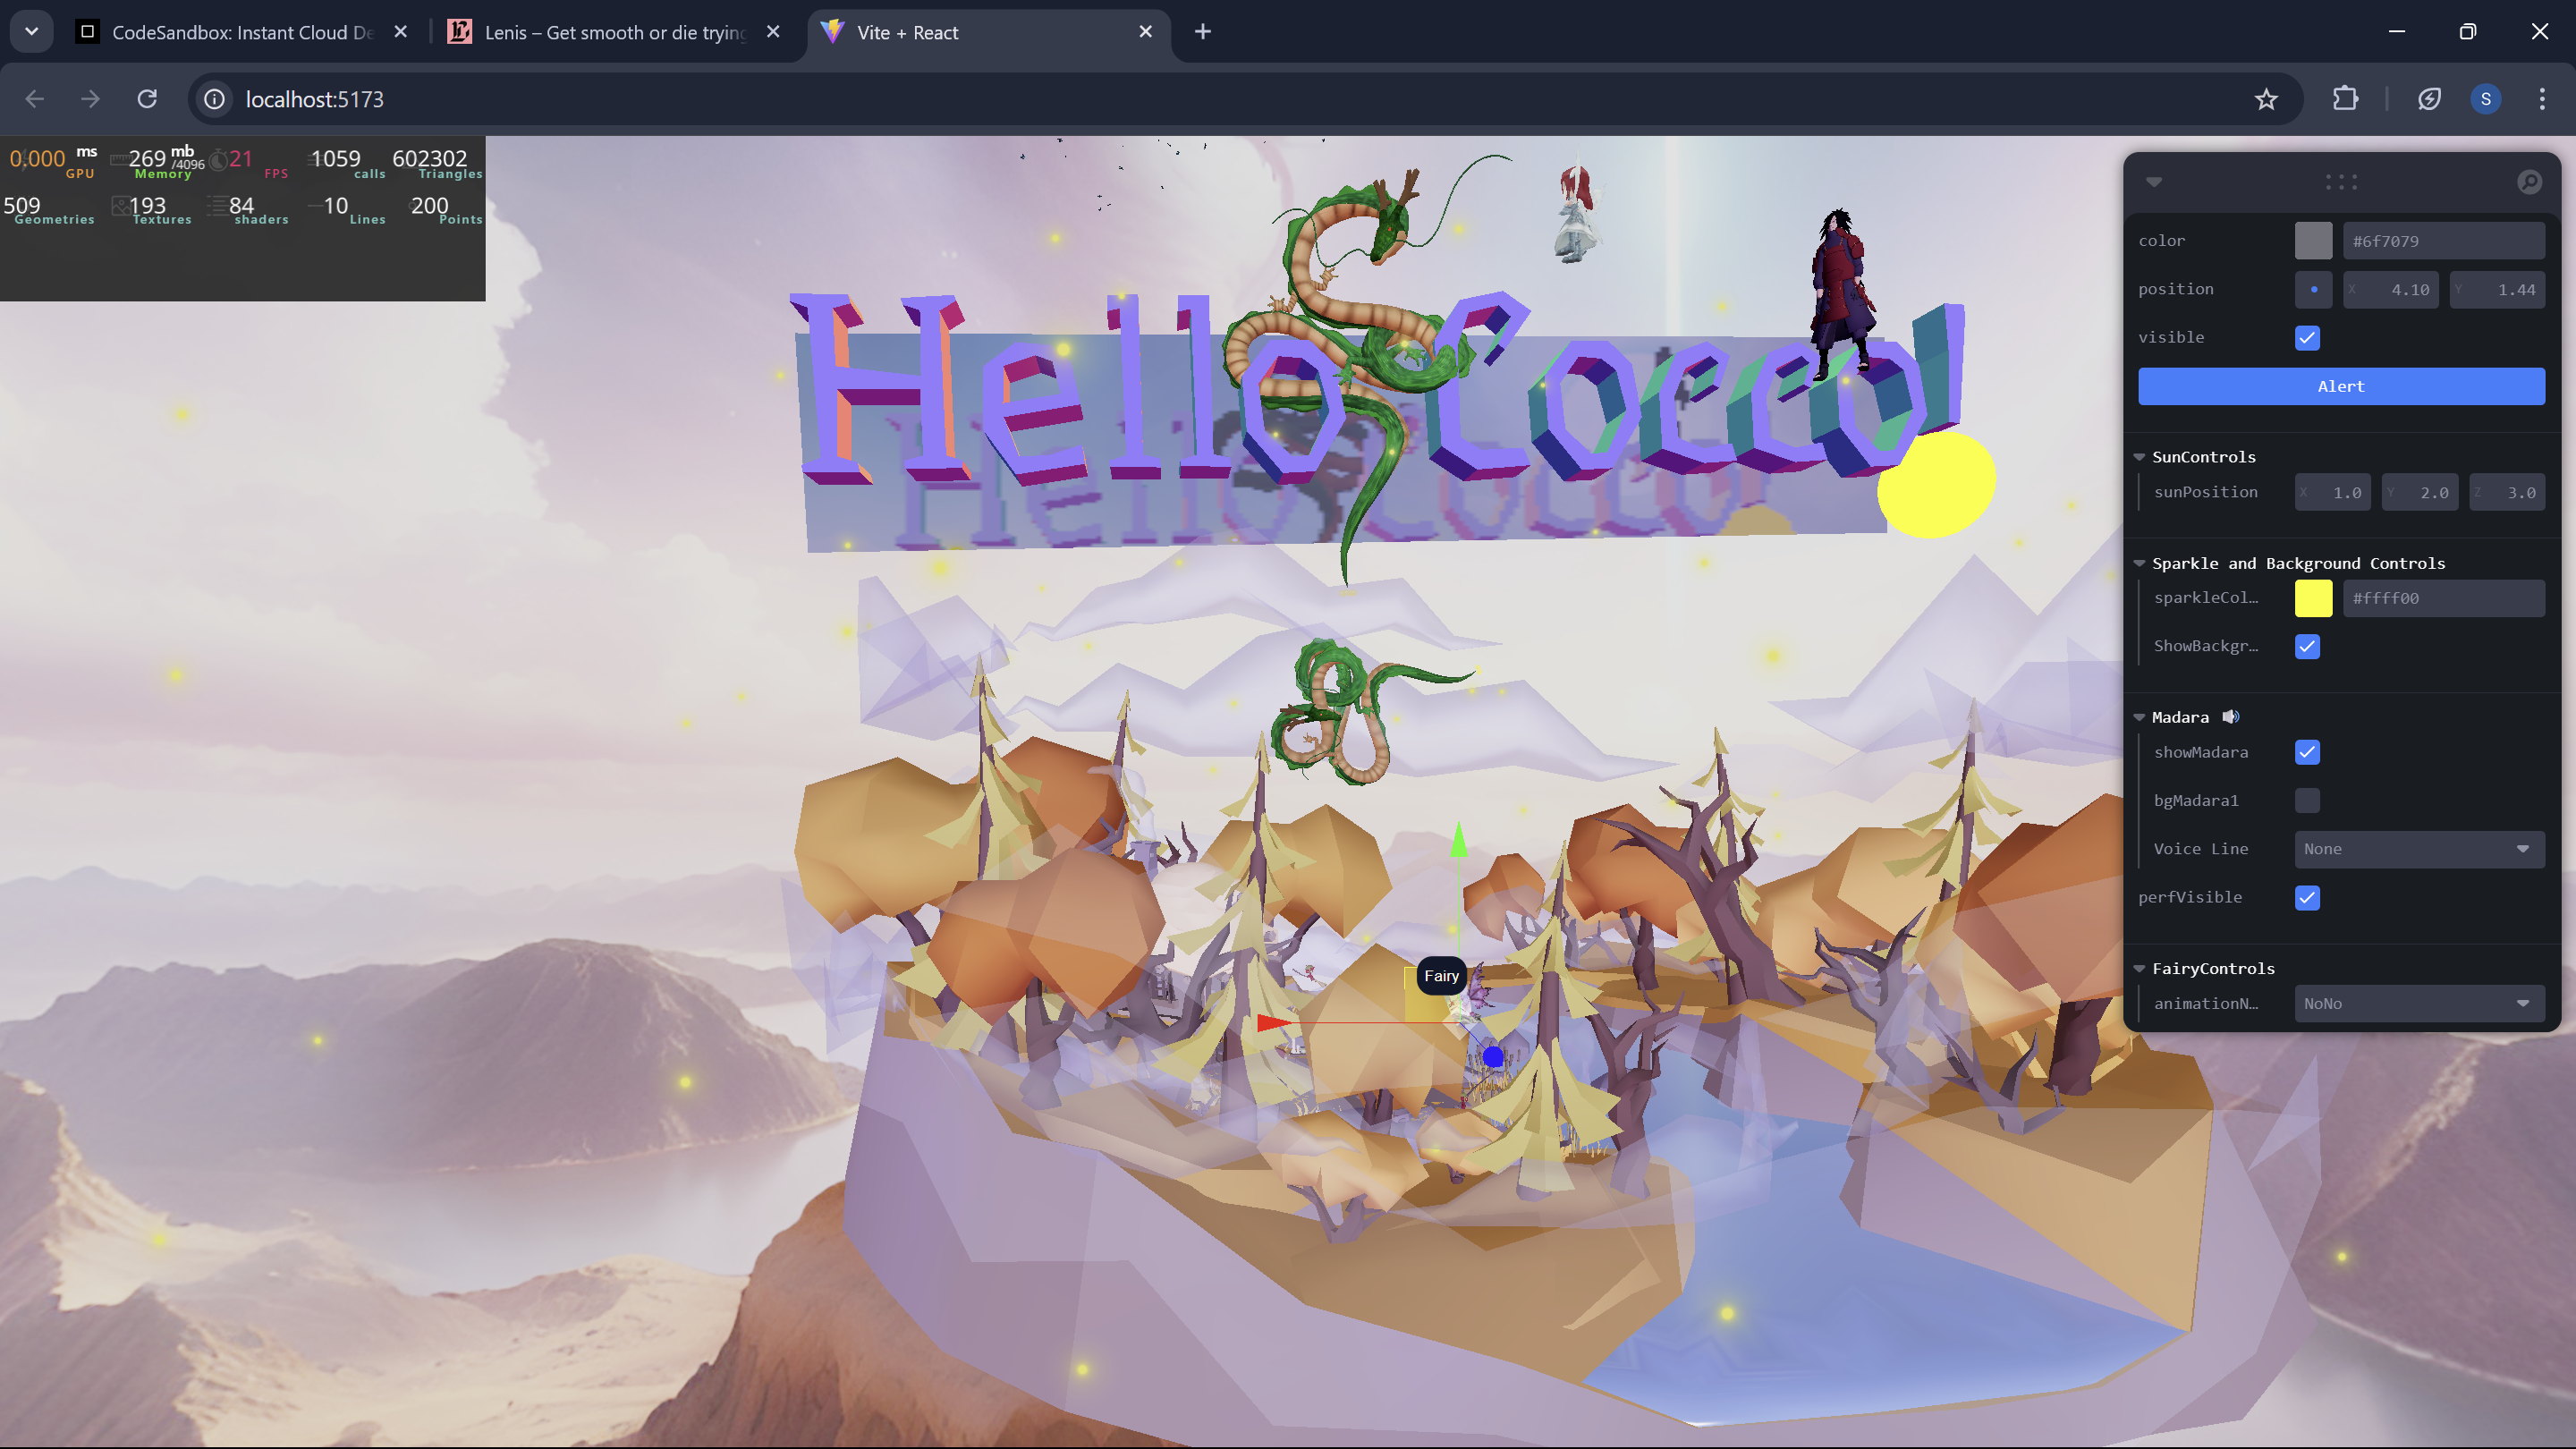 CodeSandbox: Instant Cloud De
Lenis – Get smooth or die trying
Vite + React
localhost:5173
S
0.000 ms GPU
269 mb /4096 Memory
21 FPS
1059 calls
602302 Triangles
509 Geometries
193 Textures
84 shaders
10 Lines
200 Points
Hello Cocco!
Fairy
color #6f7079
position X 4.10 Y 1.44
visible
Alert
SunControls
sunPosition X 1.0 Y 2.0 Z 3.0
Sparkle and Background Controls
sparkleCol… #ffff00
ShowBackgr…
Madara 🔊
showMadara
bgMadara1
Voice Line None
perfVisible
FairyControls
animationN… NoNo